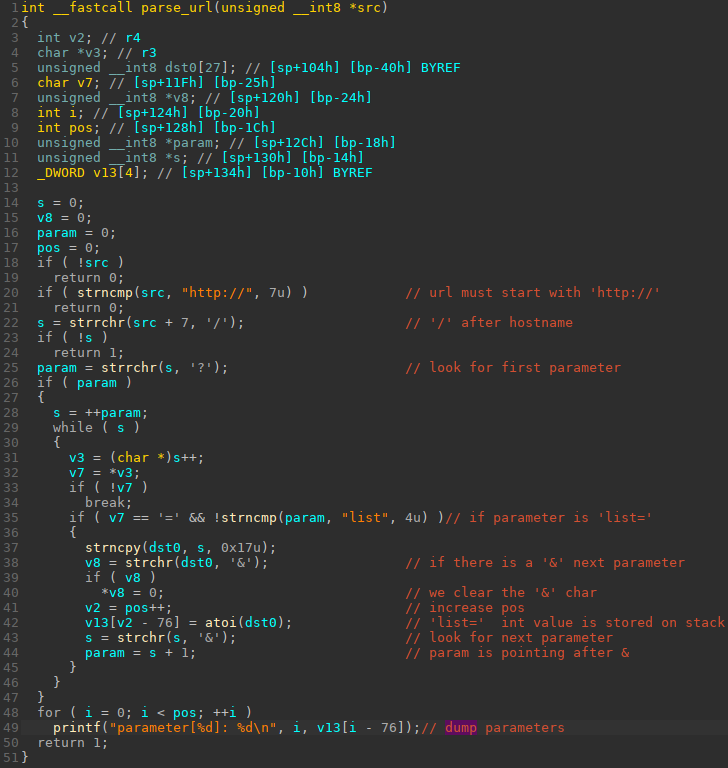 1 int __fastcall parse_url(unsigned __int8 *src)
2 {
3   int v2; // r4
4   char *v3; // r3
5   unsigned __int8 dst0[27]; // [sp+104h] [bp-40h] BYREF
6   char v7; // [sp+11Fh] [bp-25h]
7   unsigned __int8 *v8; // [sp+120h] [bp-24h]
8   int i; // [sp+124h] [bp-20h]
9   int pos; // [sp+128h] [bp-1Ch]
10   unsigned __int8 *param; // [sp+12Ch] [bp-18h]
11   unsigned __int8 *s; // [sp+130h] [bp-14h]
12   _DWORD v13[4]; // [sp+134h] [bp-10h] BYREF
13
14   s = 0;
15   v8 = 0;
16   param = 0;
17   pos = 0;
18   if ( !src )
19     return 0;
20   if ( strncmp(src, "http://", 7u) )          // url must start with 'http://'
21     return 0;
22   s = strrchr(src + 7, '/');                    // '/' after hostname
23   if ( !s )
24     return 1;
25   param = strrchr(s, '?');                      // look for first parameter
26   if ( param )
27   {
28     s = ++param;
29     while ( s )
30     {
31       v3 = (char *)s++;
32       v7 = *v3;
33       if ( !v7 )
34         break;
35       if ( v7 == '=' && !strncmp(param, "list", 4u) )// if parameter is 'list='
36       {
37         strncpy(dst0, s, 0x17u);
38         v8 = strchr(dst0, '&');                 // if there is a '&' next parameter
39         if ( v8 )
40           *v8 = 0;                              // we clear the '&' char
41         v2 = pos++;                             // increase pos
42         v13[v2 - 76] = atoi(dst0);              // 'list='  int value is stored on stack
43         s = strchr(s, '&');                     // look for next parameter
44         param = s + 1;                          // param is pointing after &
45       }
46     }
47   }
48   for ( i = 0; i < pos; ++i )
49     printf("parameter[%d]: %d\n", i, v13[i - 76]);// dump parameters
50   return 1;
51 }